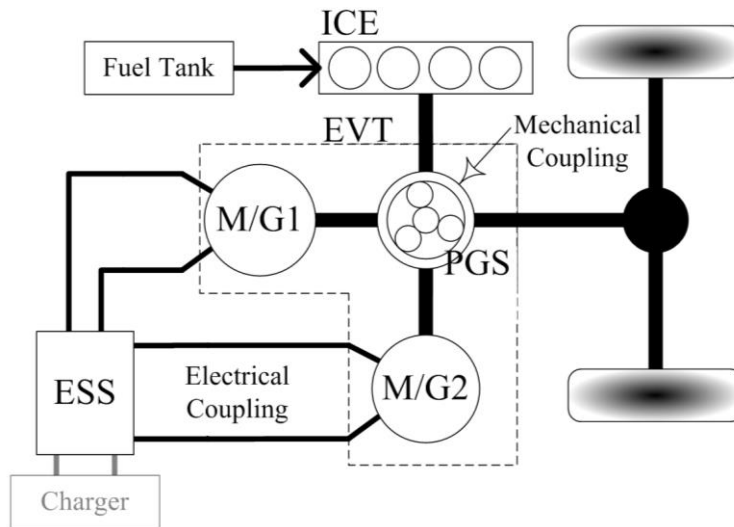 ICE
Fuel Tank
EVT
Mechanical
Coupling
M/G1
PGS
ESS
Electrical
Coupling
M/G2
Charger